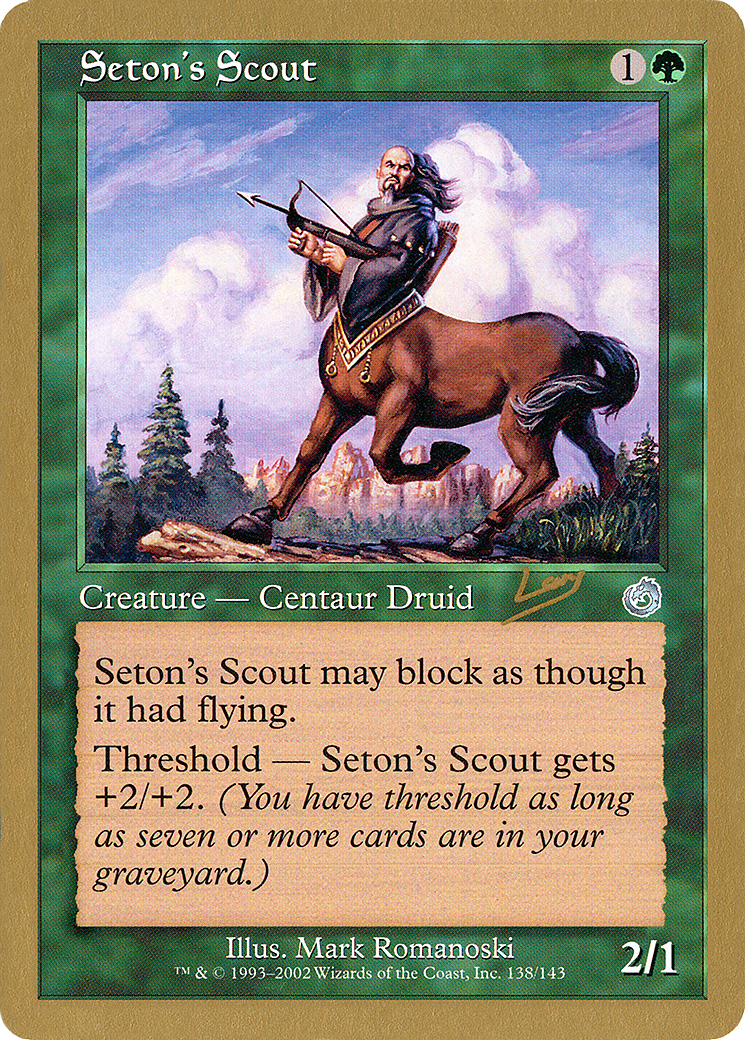 Seton's Scout 1
Creature — Centaur Druid
Levy
Seton's Scout may block as though
it had flying.
Threshold — Seton's Scout gets
+2/+2. (You have threshold as long
as seven or more cards are in your
graveyard.)
Illus. Mark Romanoski
™ & © 1993–2002 Wizards of the Coast, Inc. 138/143
2/1